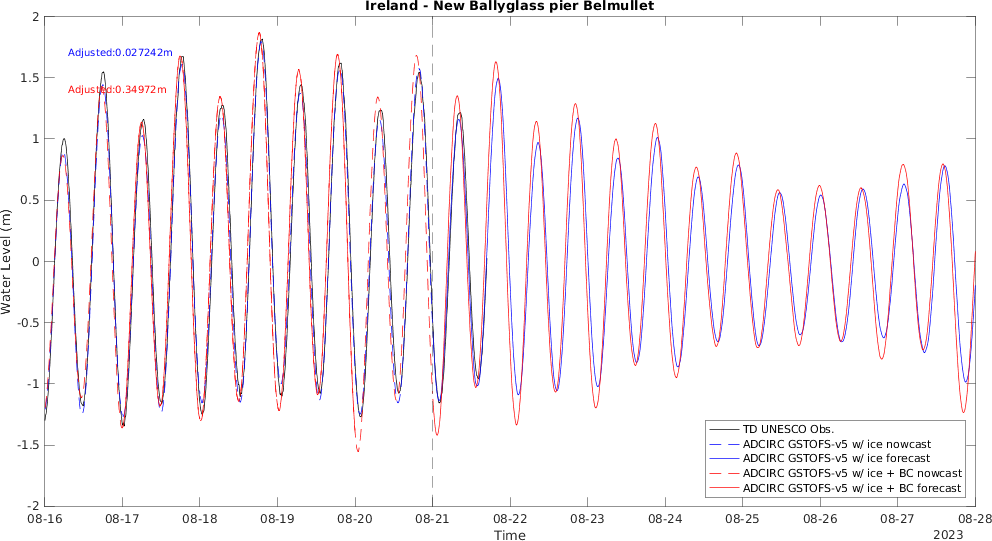 Ireland - New Ballyglass pier Belmullet
2
1.5
1
0.5
0
-0.5
-1
-1.5
-2
Water Level (m)
Adjusted:0.027242m
Adjusted:0.34972m
TD UNESCO Obs.
ADCIRC GSTOFS-v5 w/ ice nowcast
ADCIRC GSTOFS-v5 w/ ice forecast
ADCIRC GSTOFS-v5 w/ ice + BC nowcast
ADCIRC GSTOFS-v5 w/ ice + BC forecast
08-16 08-17 08-18 08-19 08-20 08-21 08-22 08-23 08-24 08-25 08-26 08-27 08-28
Time
2023